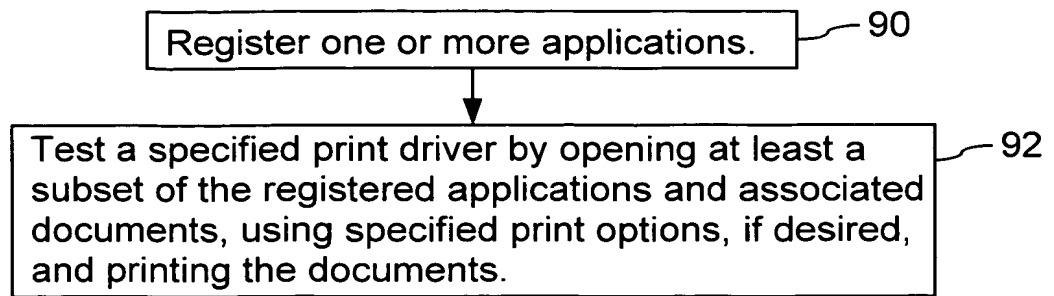 Register one or more applications.
90
Test a specified print driver by opening at least a
subset of the registered applications and associated
documents, using specified print options, if desired,
and printing the documents.
92